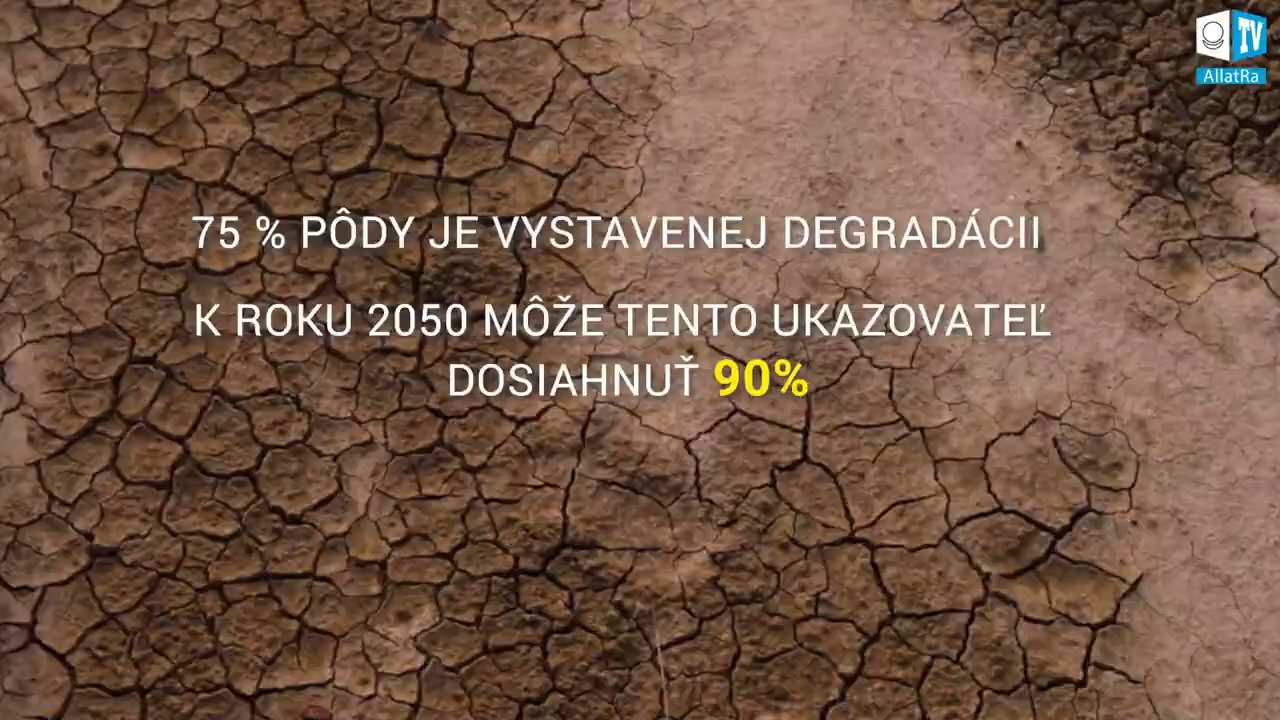 TV
AllatRa
75 % PÔDY JE VYSTAVENEJ DEGRADÁCII
K ROKU 2050 MÔŽE TENTO UKAZOVATEĽ
DOSIAHNUŤ 90%